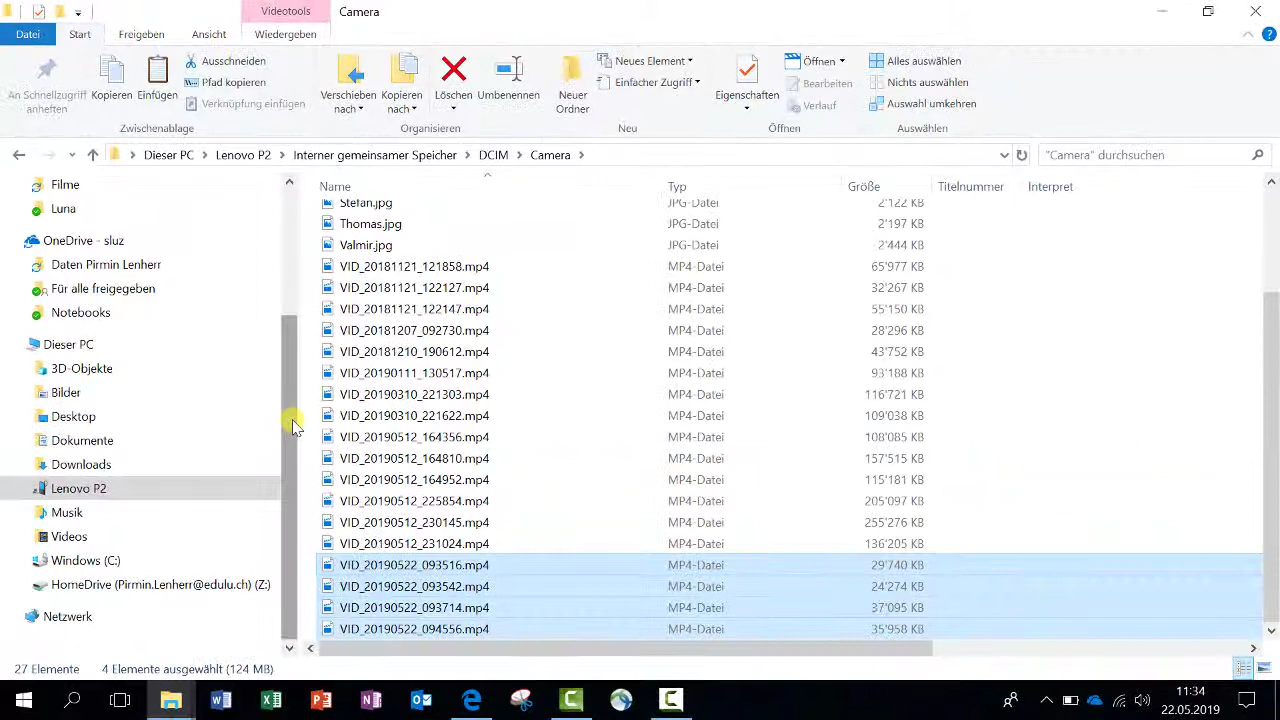 Videotools
Camera
Datei
Start
Freigeben
Ansicht
Wiedergeben
An Schnellzugriff anheften
Kopieren
Einfügen
Ausschneiden
Pfad kopieren
Verknüpfung einfügen
Zwischenablage
Verschieben nach
Kopieren nach
Löschen
Umbenennen
Organisieren
Neuer Ordner
Neues Element
Einfacher Zugriff
Neu
Eigenschaften
Öffnen
Bearbeiten
Verlauf
Öffnen
Alles auswählen
Nichts auswählen
Auswahl umkehren
Auswählen
Dieser PC > Lenovo P2 > Interner gemeinsamer Speicher > DCIM > Camera >
"Camera" durchsuchen
Filme
Luna
OneDrive - sluz
Daten Pirmin Lenherr
Für alle freigegeben
Notebooks
Dieser PC
3D-Objekte
Bilder
Desktop
Dokumente
Downloads
Lenovo P2
Musik
Videos
Windows (C:)
HomeDrive (Pirmin.Lenherr@edulu.ch) (Z:)
Netzwerk
Name Typ Größe Titelnummer Interpret
Stefan.jpg JPG-Datei 2'122 KB
Thomas.jpg JPG-Datei 2'197 KB
Valmir.jpg JPG-Datei 2'444 KB
VID_20181121_121858.mp4 MP4-Datei 65'977 KB
VID_20181121_122127.mp4 MP4-Datei 32'267 KB
VID_20181121_122147.mp4 MP4-Datei 55'150 KB
VID_20181207_092730.mp4 MP4-Datei 28'296 KB
VID_20181210_190612.mp4 MP4-Datei 43'752 KB
VID_20190111_130517.mp4 MP4-Datei 93'188 KB
VID_20190310_221303.mp4 MP4-Datei 116'721 KB
VID_20190310_221622.mp4 MP4-Datei 109'038 KB
VID_20190512_164356.mp4 MP4-Datei 108'085 KB
VID_20190512_164810.mp4 MP4-Datei 157'515 KB
VID_20190512_164952.mp4 MP4-Datei 115'181 KB
VID_20190512_225854.mp4 MP4-Datei 205'097 KB
VID_20190512_230145.mp4 MP4-Datei 255'276 KB
VID_20190512_231024.mp4 MP4-Datei 136'205 KB
VID_20190522_093516.mp4 MP4-Datei 29'740 KB
VID_20190522_093542.mp4 MP4-Datei 24'274 KB
VID_20190522_093714.mp4 MP4-Datei 37'095 KB
VID_20190522_094556.mp4 MP4-Datei 35'958 KB
27 Elemente 4 Elemente ausgewählt (124 MB)
11:34
22.05.2019